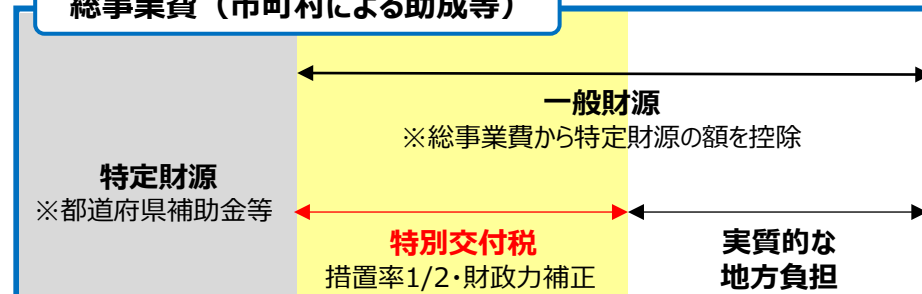 総事業費（市町村による助成等）
一般財源
※総事業費から特定財源の額を控除
特定財源
※都道府県補助金等
特別交付税
措置率1/2・財政力補正
実質的な
地方負担